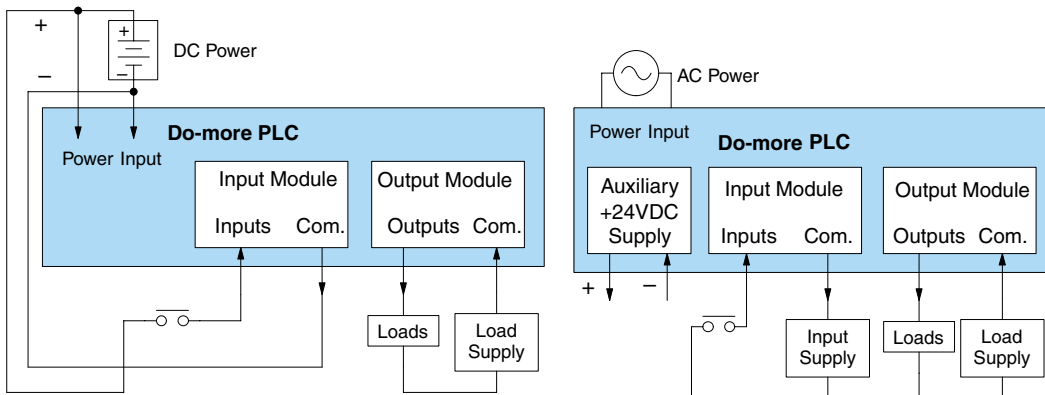 +
–
+
–
DC Power
Do-more PLC
Power Input
Input Module
Inputs Com.
Output Module
Outputs Com.
Loads
Load
Supply
AC Power
Power Input
Do-more PLC
Auxiliary
+24VDC
Supply
Input Module
Inputs Com.
Output Module
Outputs Com.
+
–
Input
Supply
Loads
Load
Supply